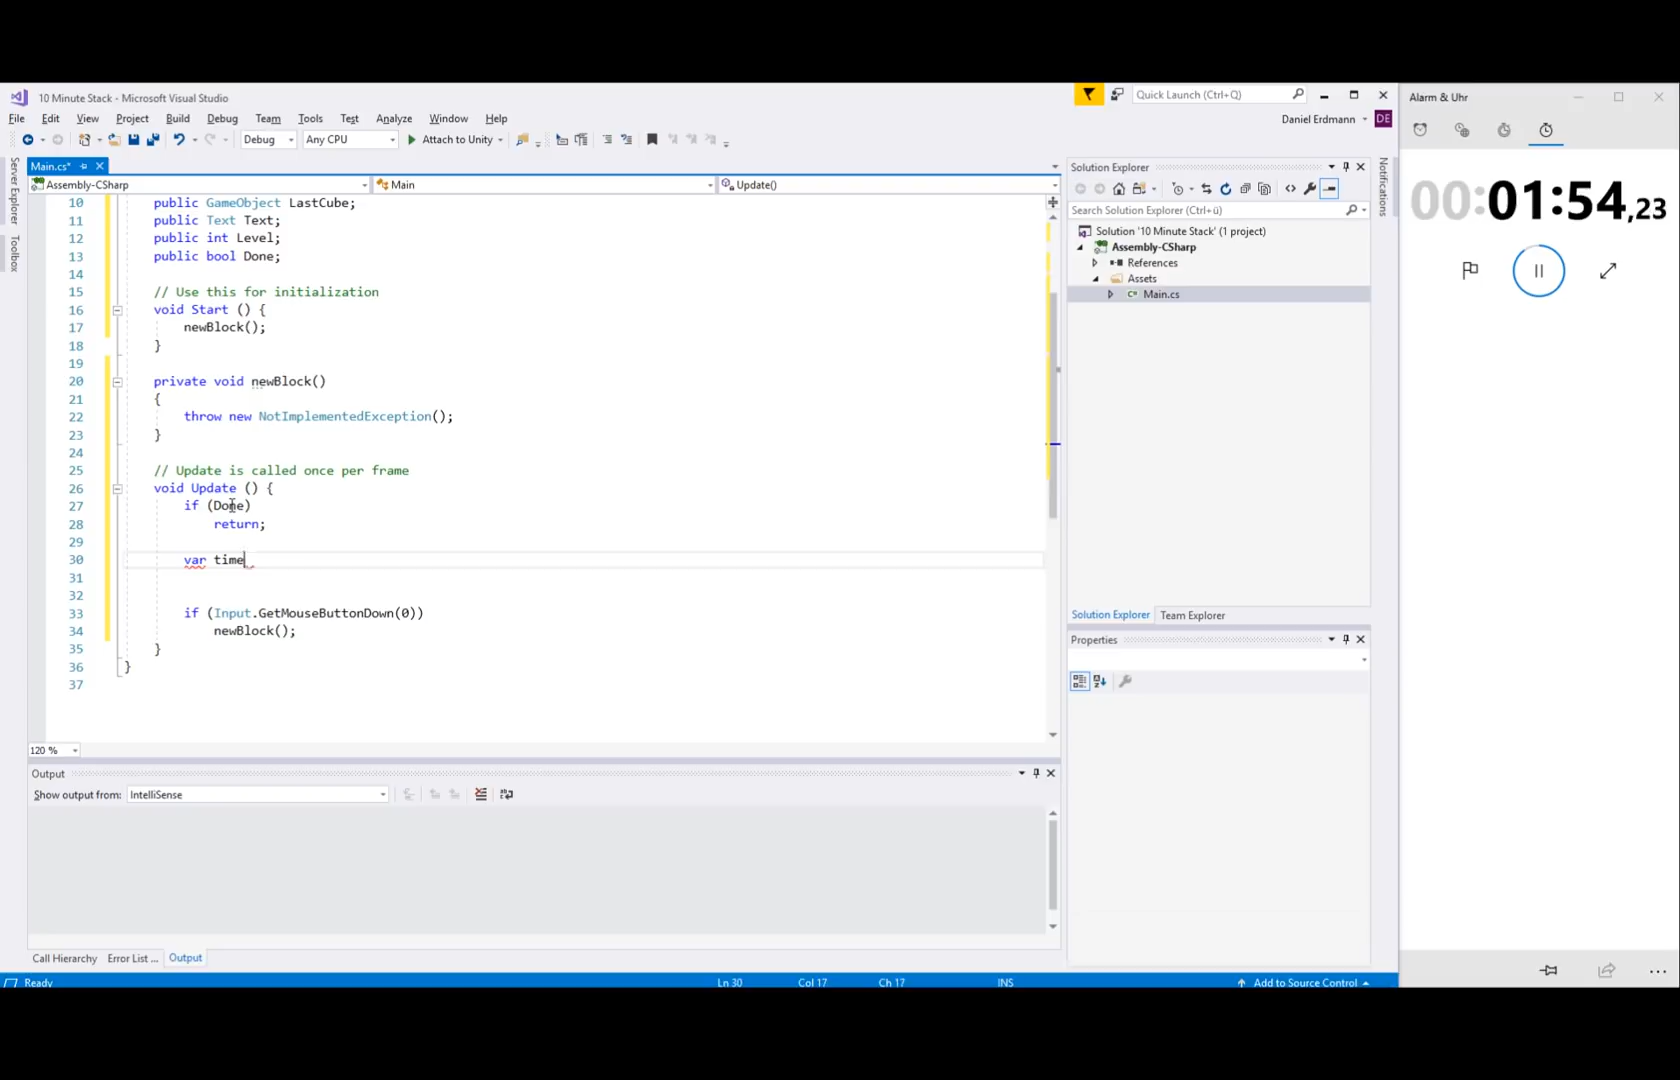 10 Minute Stack - Microsoft Visual Studio
Quick Launch (Ctrl+Q)
Alarm & Uhr
File Edit View Project Build Debug Team Tools Test Analyze Window Help
Daniel Erdmann DE
Debug Any CPU Attach to Unity
Main.cs*
Assembly-CSharp Main Update()
Server Explorer
Toolbox
10 public GameObject LastCube;
11 public Text Text;
12 public int Level;
13 public bool Done;
14
15 // Use this for initialization
16 void Start () {
17 newBlock();
18 }
19
20 private void newBlock()
21 {
22 throw new NotImplementedException();
23 }
24
25 // Update is called once per frame
26 void Update () {
27 if (Done)
28 return;
29
30 var time
31
32
33 if (Input.GetMouseButtonDown(0))
34 newBlock();
35 }
36 }
37
120 %
Output
Show output from: IntelliSense
Call Hierarchy Error List ... Output
Ready Ln 30 Col 17 Ch 17 INS Add to Source Control
Solution Explorer
Search Solution Explorer (Ctrl+ü)
Solution '10 Minute Stack' (1 project)
Assembly-CSharp
References
Assets
C# Main.cs
Solution Explorer Team Explorer
Properties
Notifications
00:01:54,23